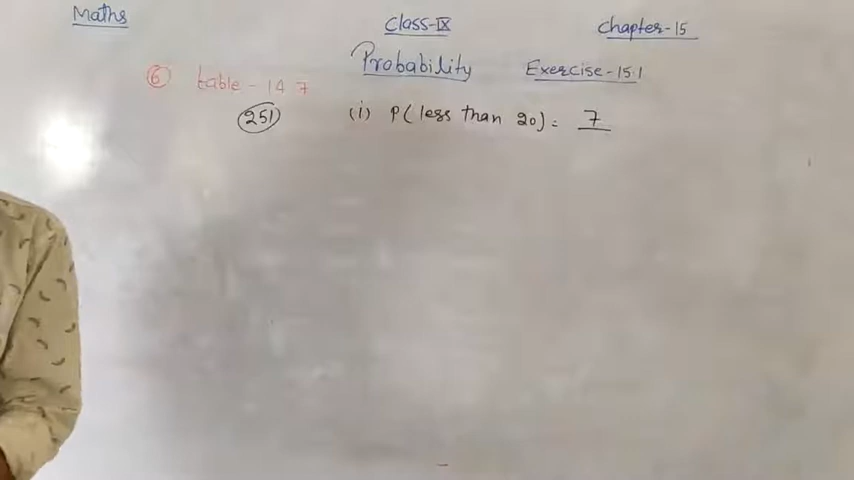 Maths Class-IX Chapter-15
Probability Exercise-15.1
⑥ table - 14.7
251 (i) P(less than 20) = 7